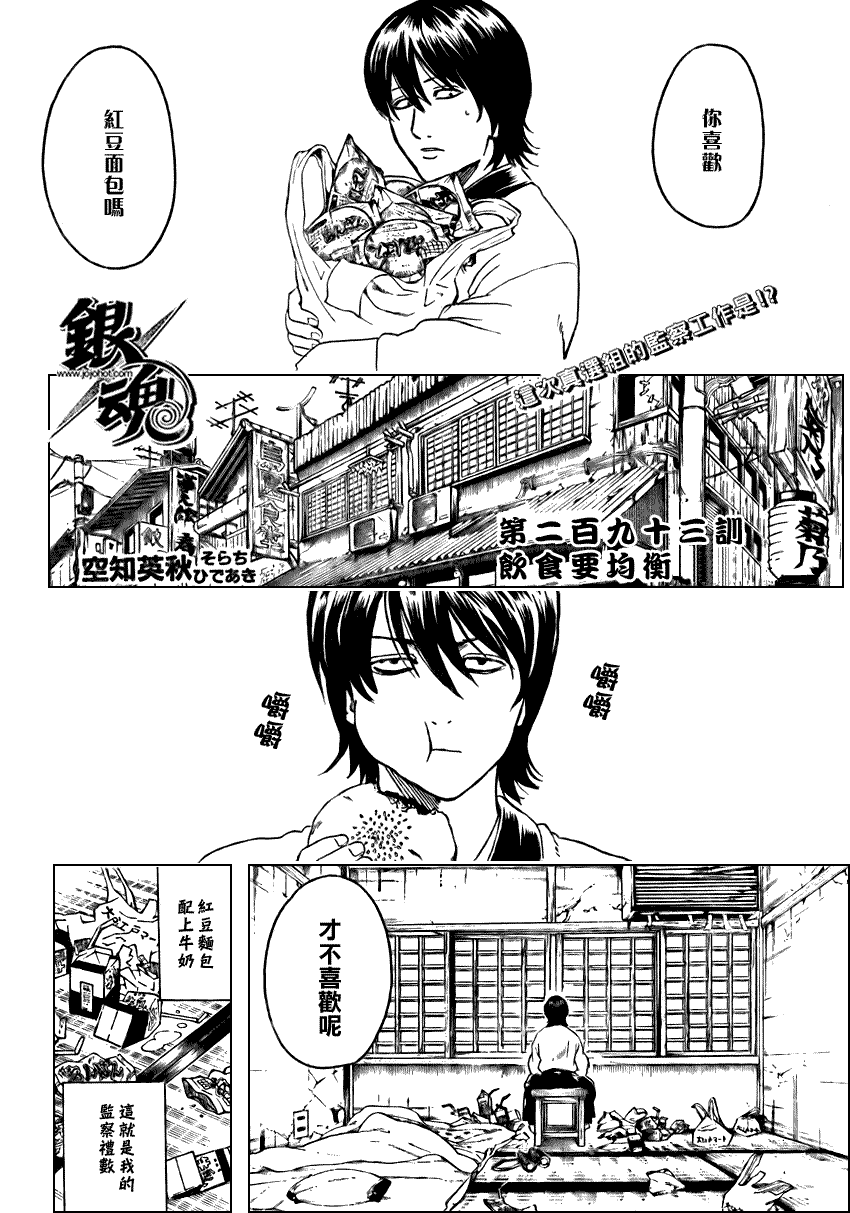 你喜歡
紅豆面包嗎
這次真選組的監察工作是!?
銀魂
www.jojohot.com
第二百九十三訓
飲食要均衡
空知英秋
そらち
ひであき
菊乃
飲
嚼嚼
嚼嚼
才不喜歡呢
紅豆麵包
配上牛奶
這就是我的
監察禮數